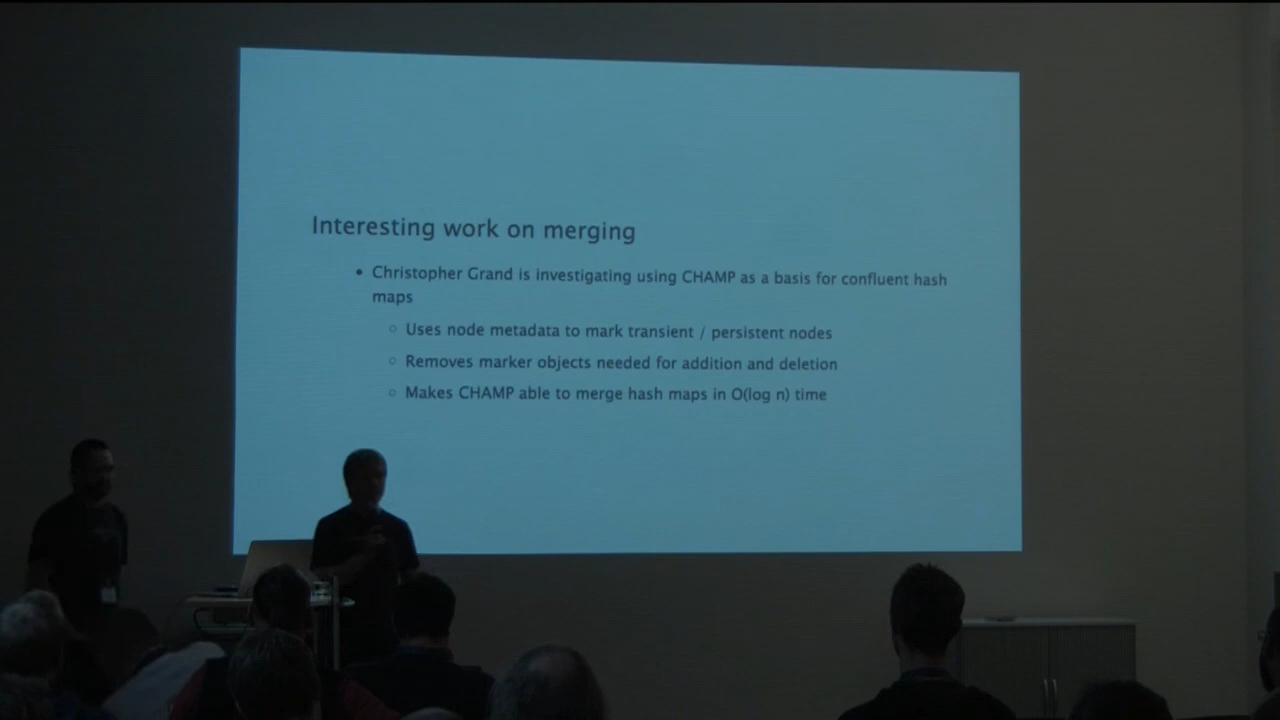 Interesting work on merging
• Christopher Grand is investigating using CHAMP as a basis for confluent hash
maps
○ Uses node metadata to mark transient / persistent nodes
○ Removes marker objects needed for addition and deletion
○ Makes CHAMP able to merge hash maps in O(log n) time